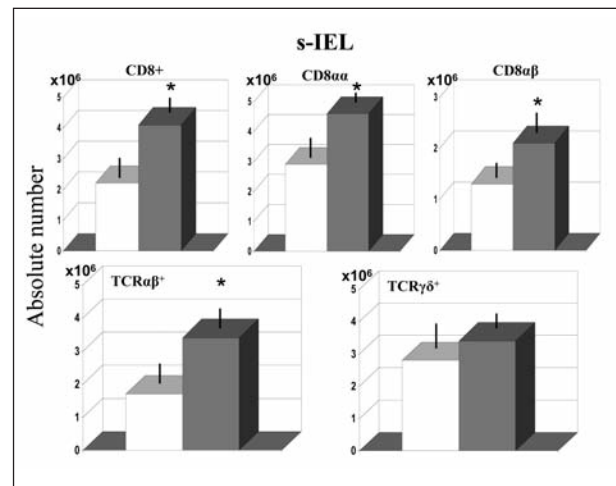 s-IEL
CD8+
x10⁶
5
4
3
2
1
0
*
CD8αα
x10⁶
5
4
3
2
1
0
*
CD8αβ
x10⁶
3
2
1
0
*
Absolute number
TCRαβ⁺
x10⁶
5
4
3
2
1
0
*
TCRγδ⁺
x10⁶
5
4
3
2
1
0